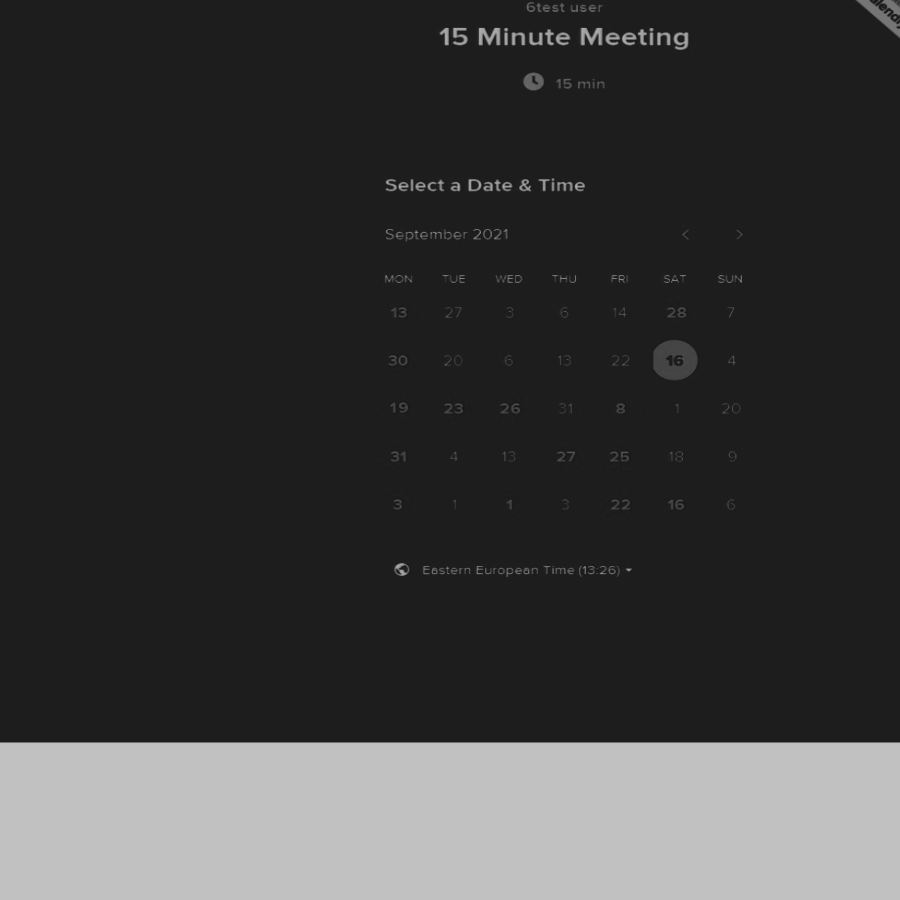 6test user
15 Minute Meeting
15 min
Select a Date & Time
September 2021
MON TUE WED THU FRI SAT SUN
13 27 3 6 14 28 7
30 20 6 13 22 16 4
19 23 26 31 8 1 20
31 4 13 27 25 18 9
3 1 1 3 22 16 6
Eastern European Time (13:26)